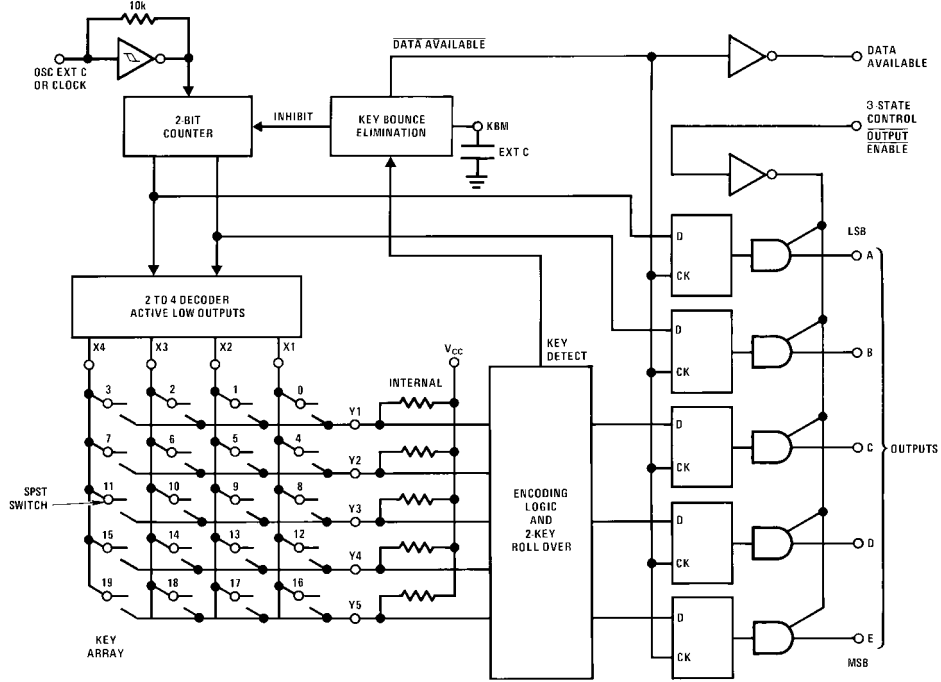 10k
OSC EXT C
OR CLOCK
2-BIT
COUNTER
INHIBIT
KEY BOUNCE
ELIMINATION
DATA AVAILABLE
KBM
EXT C
DATA
AVAILABLE
3 STATE
CONTROL
OUTPUT
ENABLE
2 TO 4 DECODER
ACTIVE LOW OUTPUTS
X4 X3 X2 X1
3 2 1 0 Y1
7 6 5 4 Y2
11 10 9 8 Y3
15 14 13 12 Y4
19 18 17 16 Y5
SPST
SWITCH
KEY
ARRAY
INTERNAL
VCC
KEY
DETECT
ENCODING
LOGIC
AND
2-KEY
ROLL OVER
D
CK
D
CK
D
CK
D
CK
D
CK
LSB
A
B
C
D
E
MSB
OUTPUTS